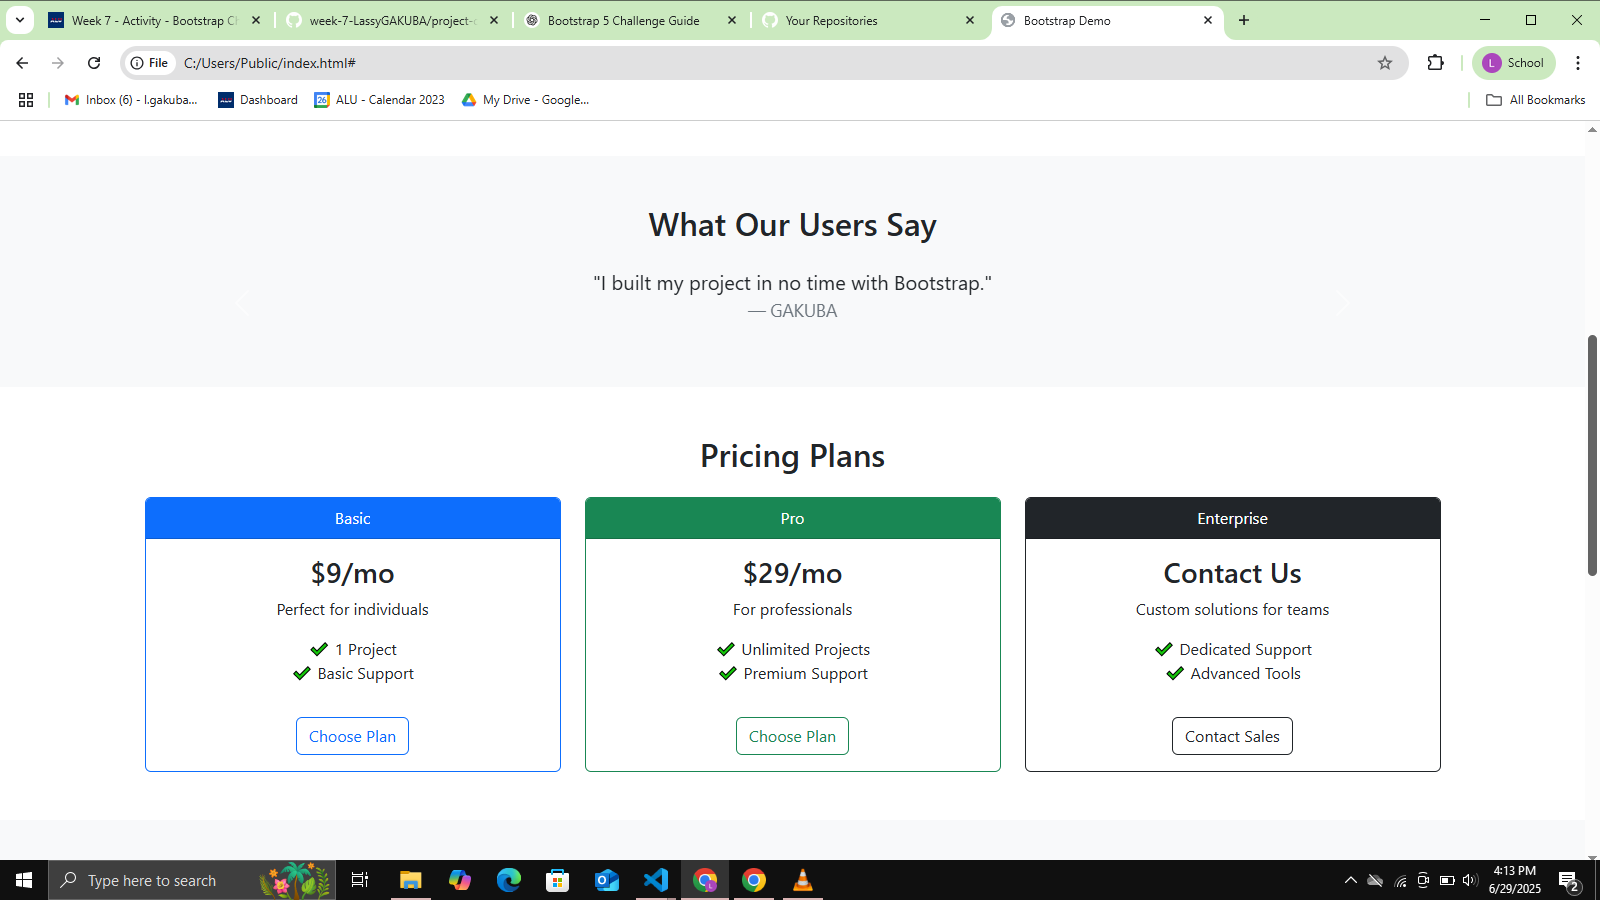 Week 7 - Activity - Bootstrap Ch
week-7-LassyGAKUBA/project-c
Bootstrap 5 Challenge Guide
Your Repositories
Bootstrap Demo
File
C:/Users/Public/index.html#
L
School
Inbox (6) - l.gakuba...
Dashboard
26
ALU - Calendar 2023
My Drive - Google...
All Bookmarks
What Our Users Say
"I built my project in no time with Bootstrap."
— GAKUBA
Pricing Plans
Basic
$9/mo
Perfect for individuals
✔ 1 Project
✔ Basic Support
Choose Plan
Pro
$29/mo
For professionals
✔ Unlimited Projects
✔ Premium Support
Choose Plan
Enterprise
Contact Us
Custom solutions for teams
✔ Dedicated Support
✔ Advanced Tools
Contact Sales
Type here to search
4:13 PM
6/29/2025
2